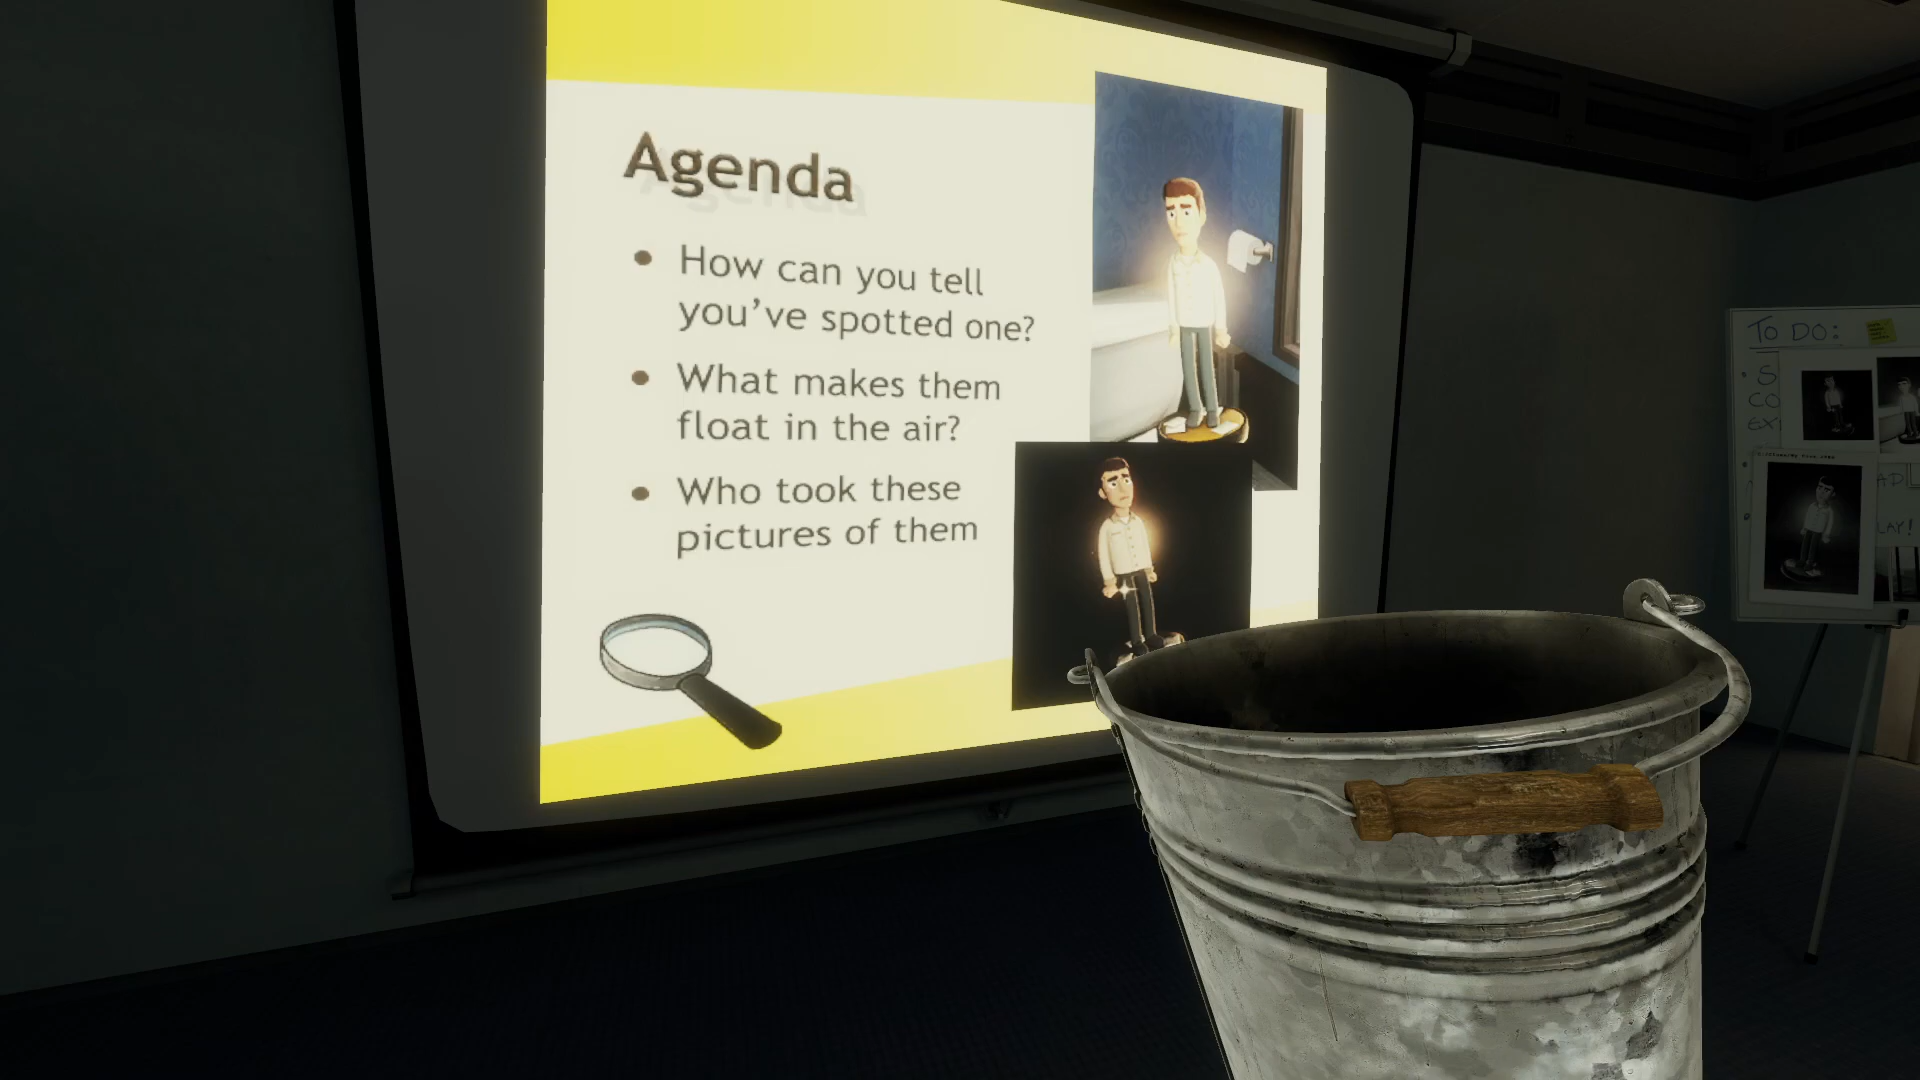 Agenda
• How can you tell
you've spotted one?
• What makes them
float in the air?
• Who took these
pictures of them
TO DO: